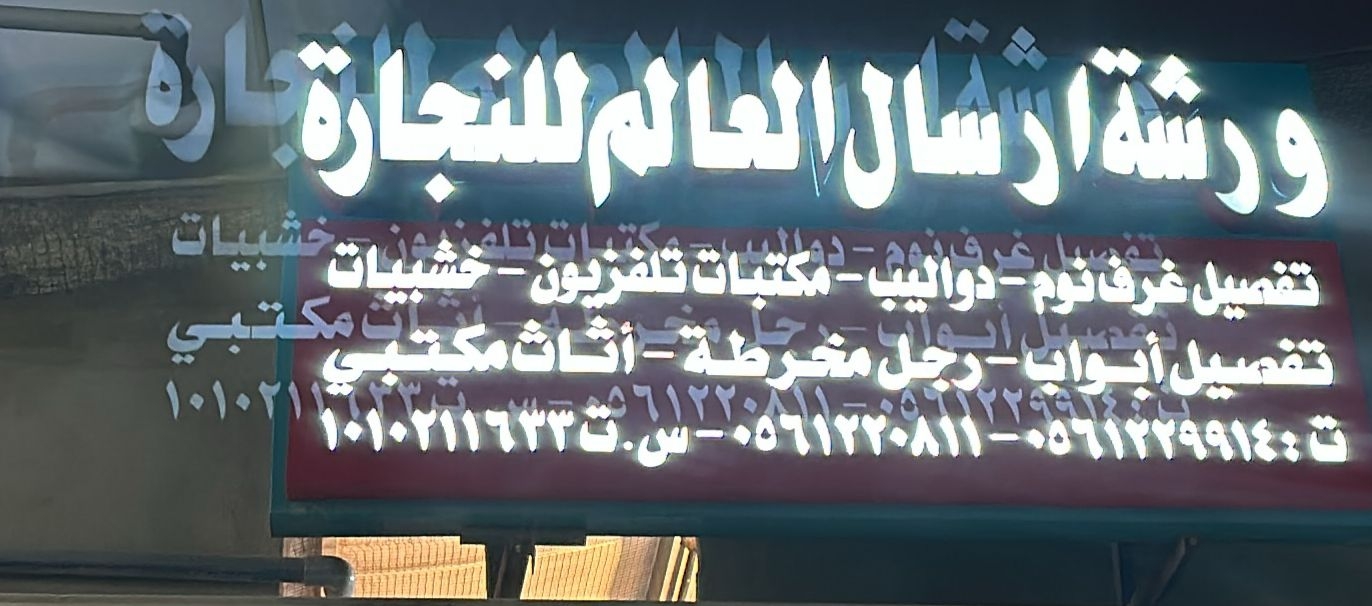 ورشة ارسال العالم للنجارة
تفصيل غرف نوم - دواليب - مكتبات تلفزيون - خشبيات
تفصيل أبواب - رجل مخرطة - أثاث مكتبي
ت : ٠٥٦١٢٢٩٩١٤٠ - ٠٥٦١٢٢٠٨١١ - س.ت ١٠١٠٢١١٦٣٣